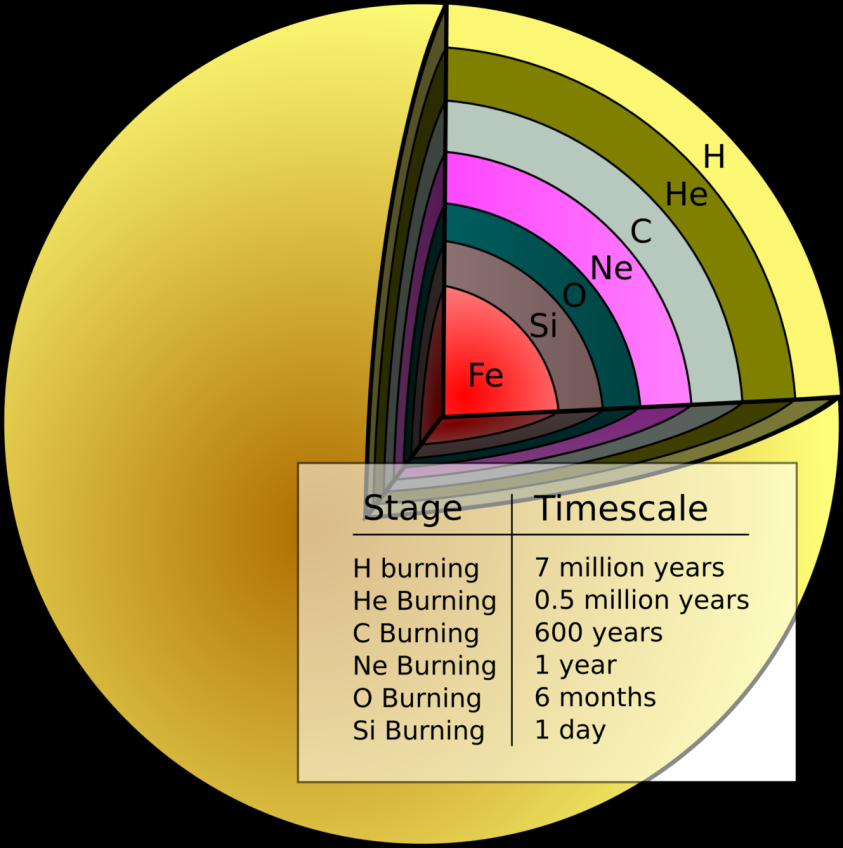 H
He
C
Ne
O
Si
Fe
Stage Timescale
H burning 7 million years
He Burning 0.5 million years
C Burning 600 years
Ne Burning 1 year
O Burning 6 months
Si Burning 1 day